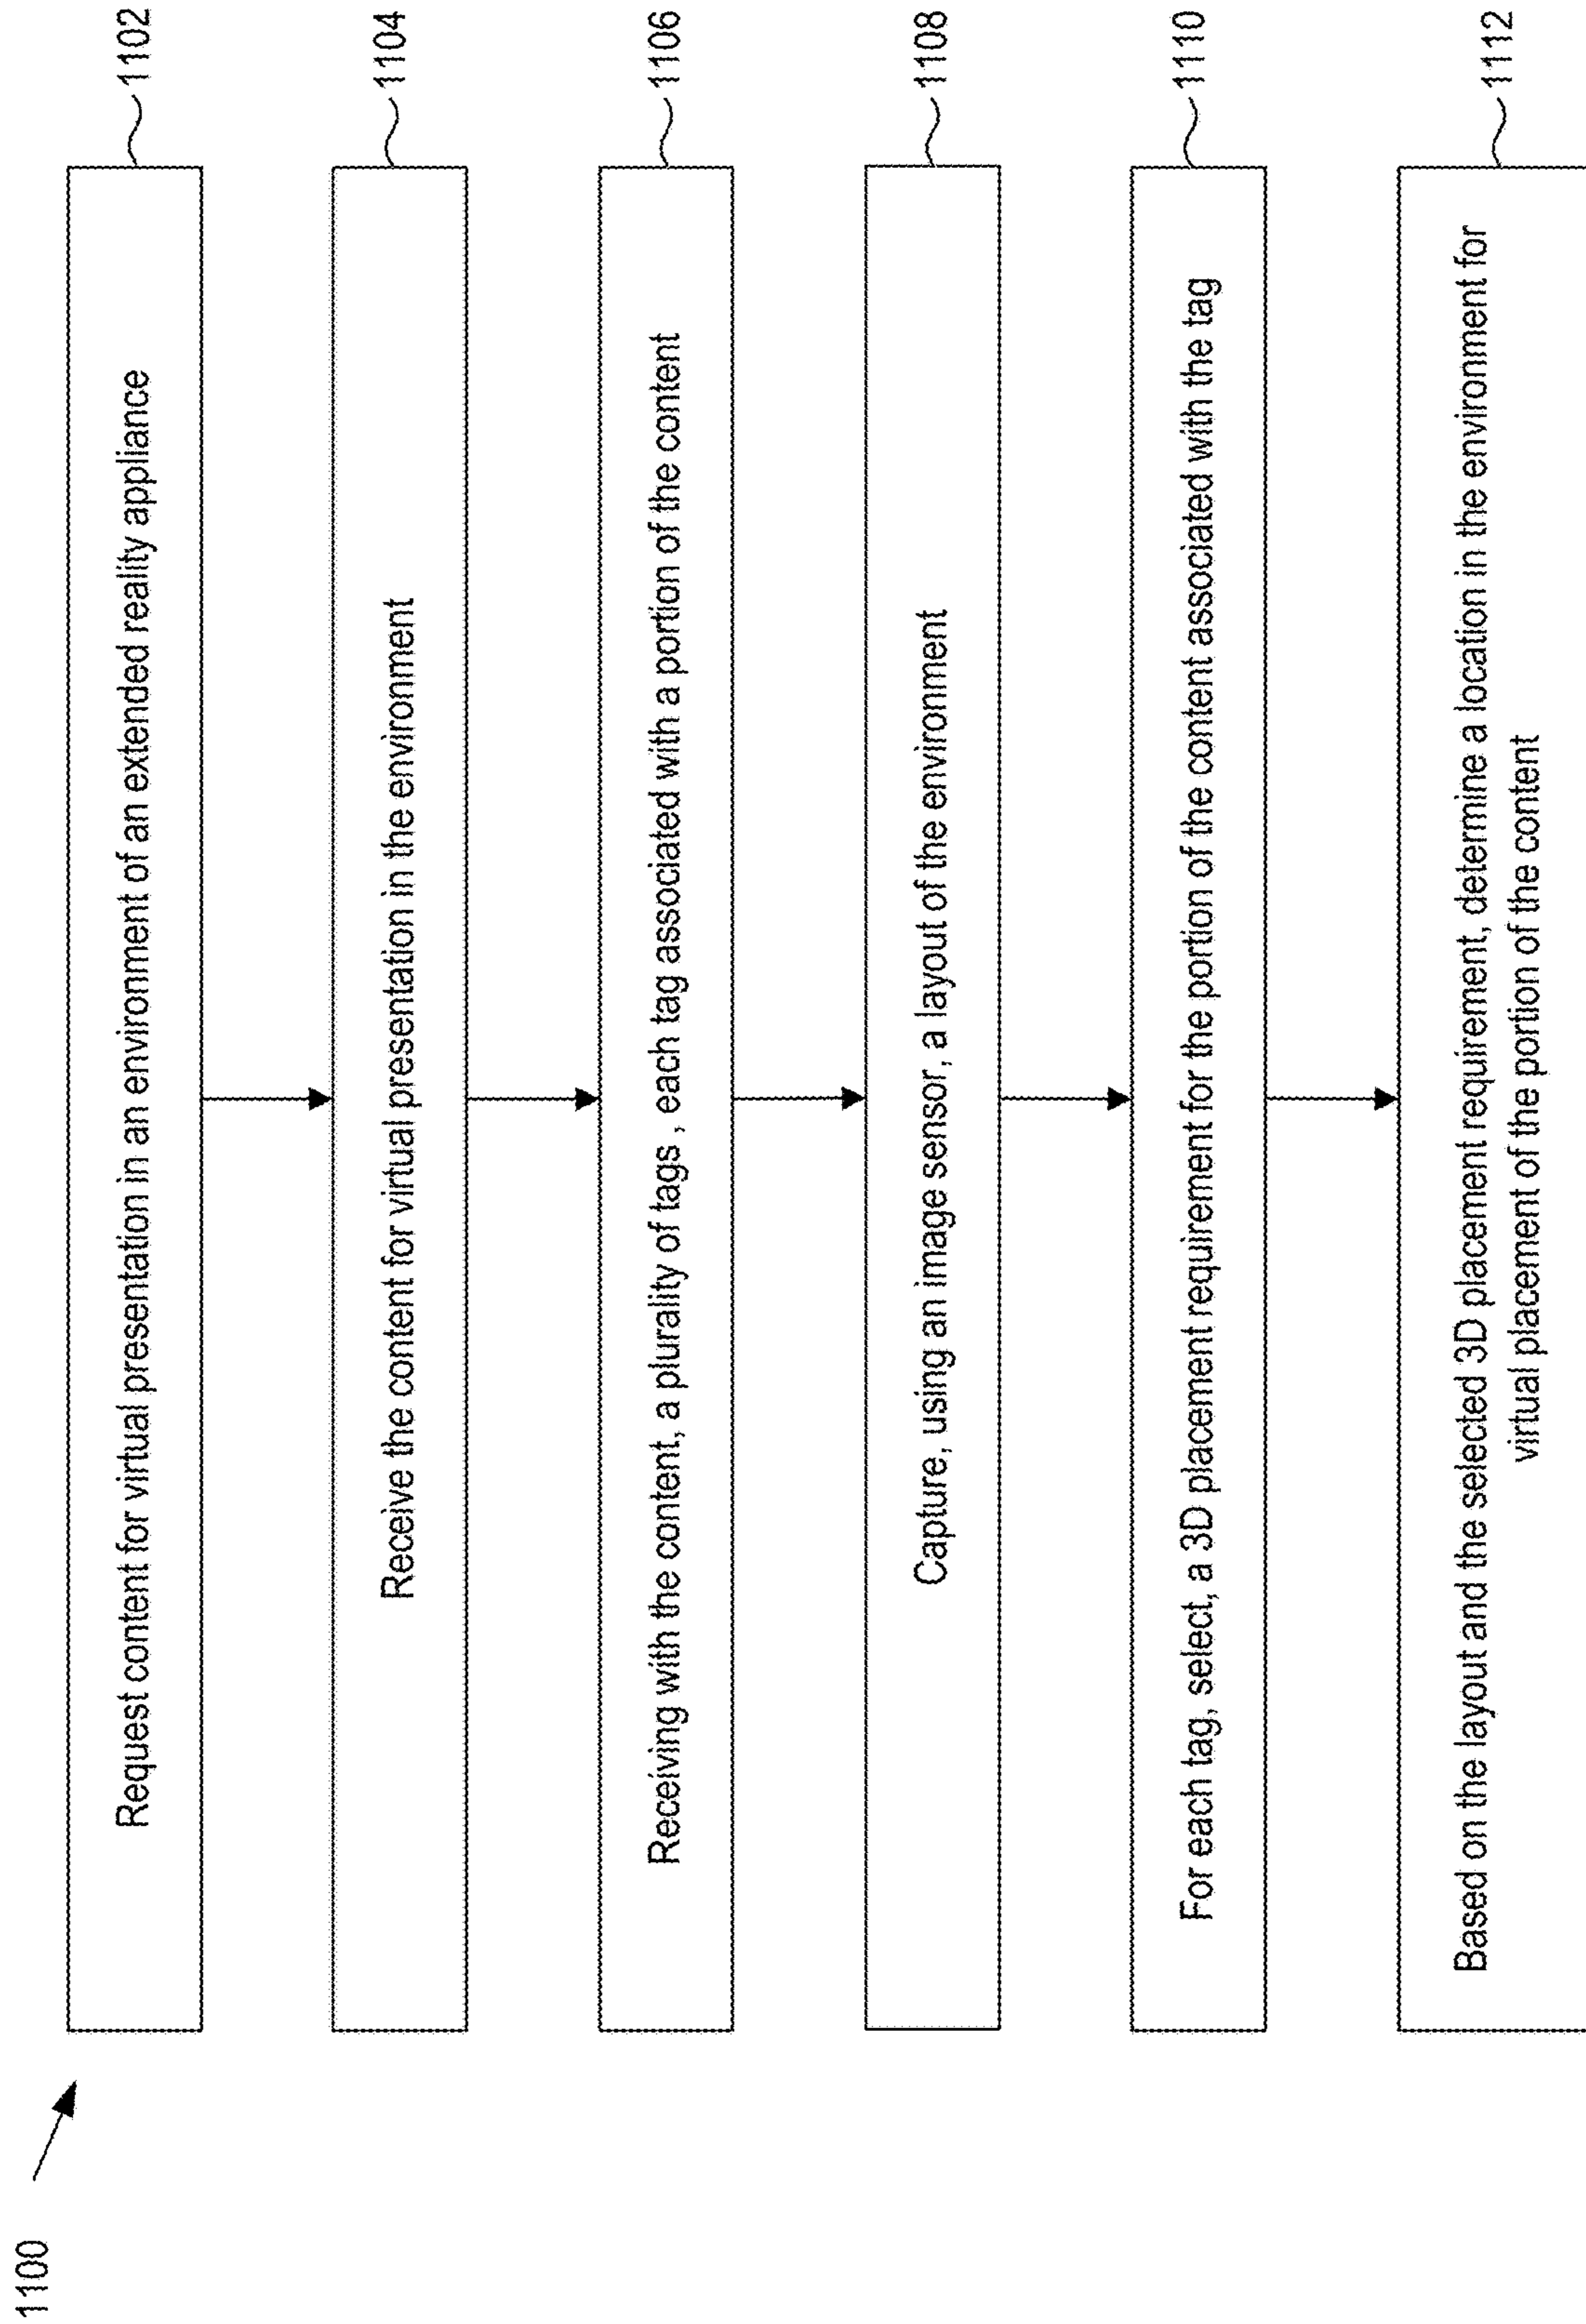 1100
Request content for virtual presentation in an environment of an extended reality appliance
1102
Receive the content for virtual presentation in the environment
1104
Receiving with the content, a plurality of tags , each tag associated with a portion of the content
1106
Capture, using an image sensor, a layout of the environment
1108
For each tag, select, a 3D placement requirement for the portion of the content associated with the tag
1110
Based on the layout and the selected 3D placement requirement, determine a location in the environment for
virtual placement of the portion of the content
1112